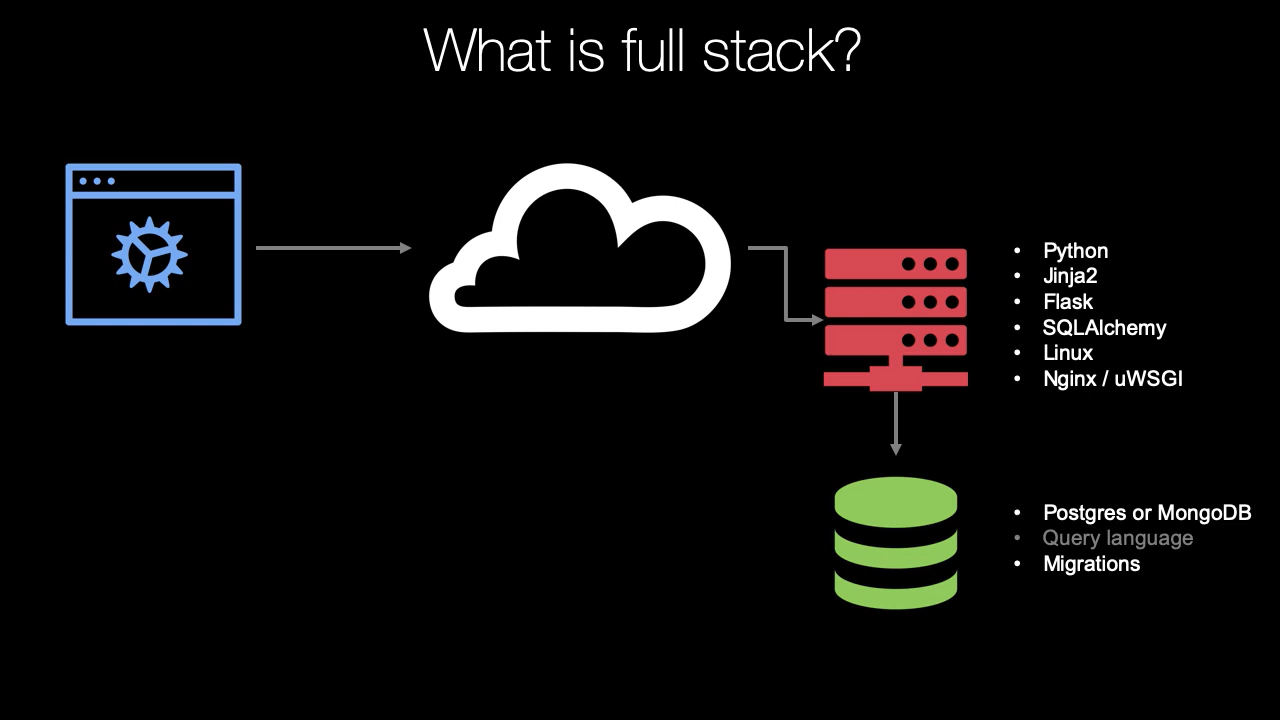 What is full stack?
• Python
• Jinja2
• Flask
• SQLAlchemy
• Linux
• Nginx / uWSGI
• Postgres or MongoDB
• Query language
• Migrations